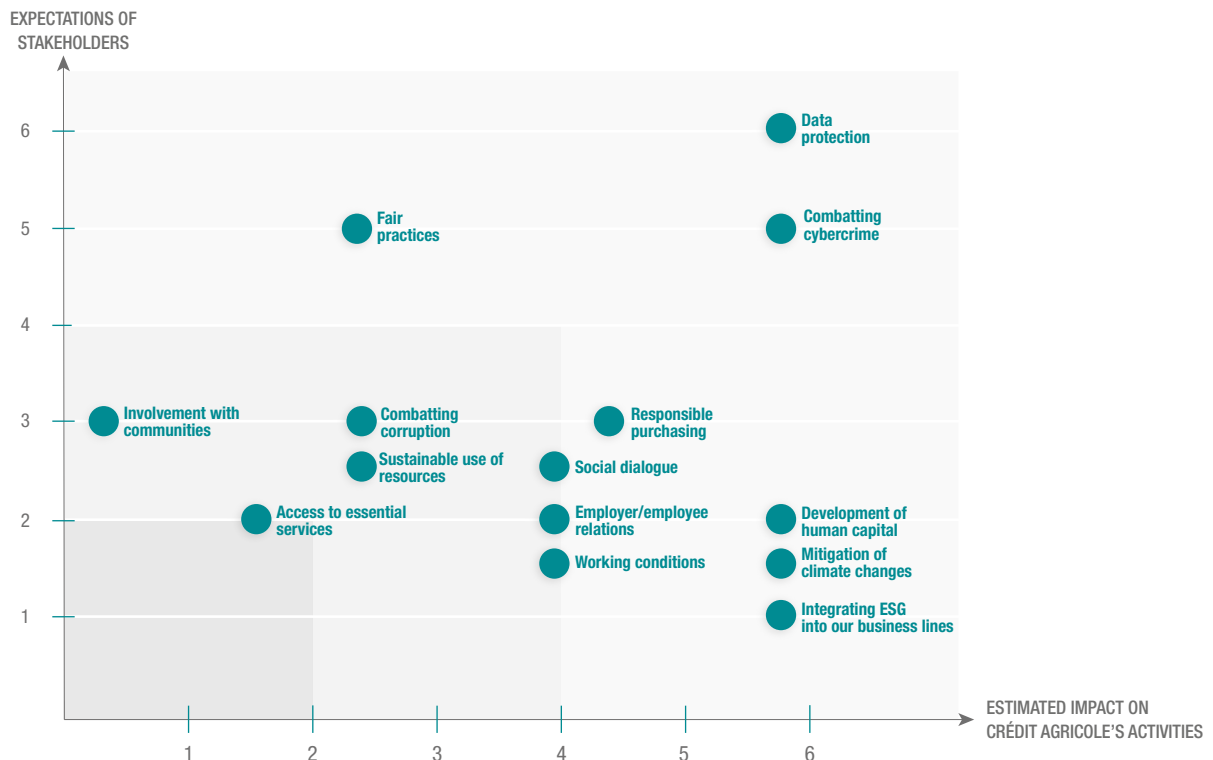 EXPECTATIONS OF
STAKEHOLDERS
6
Data
protection
5
Fair
practices
Combatting
cybercrime
4
3
Involvement with
communities
Combatting
corruption
Responsible
purchasing
Sustainable use of
resources
Social dialogue
2
Access to essential
services
Employer/employee
relations
Development of
human capital
Working conditions
Mitigation of
climate changes
1
Integrating ESG
into our business lines
ESTIMATED IMPACT ON
CRÉDIT AGRICOLE'S ACTIVITIES
1
2
3
4
5
6